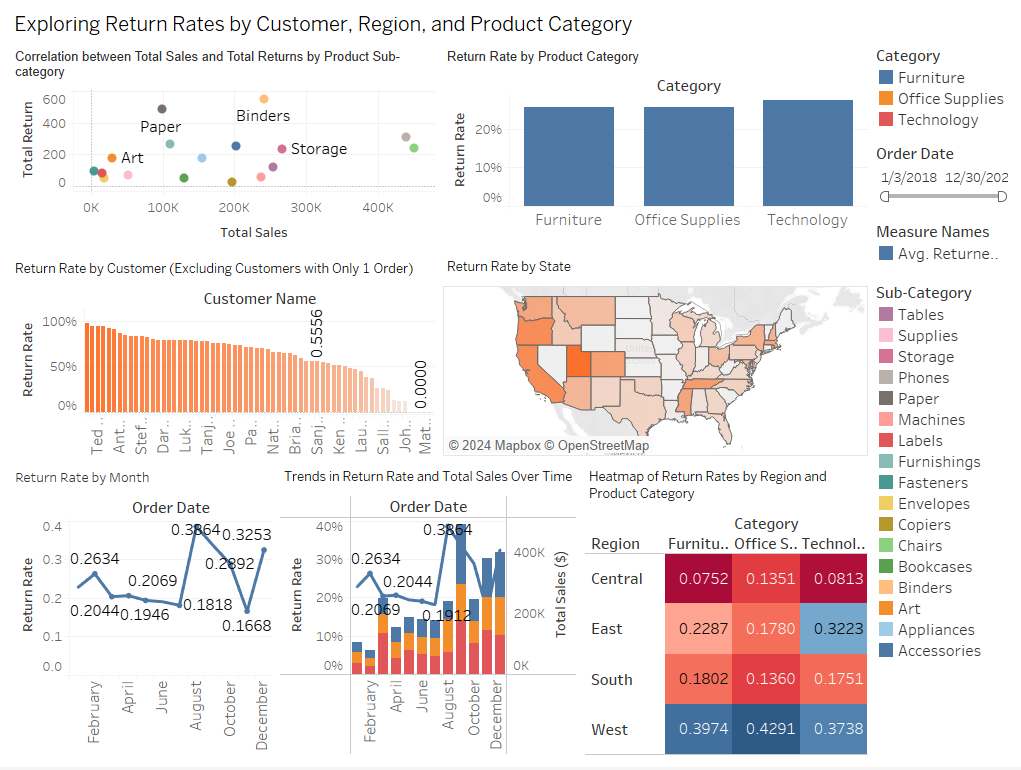 Exploring Return Rates by Customer, Region, and Product Category
Correlation between Total Sales and Total Returns by Product Sub-
category
Total Return
600
400
200
0
Binders
Paper
Art
Storage
0K
100K
200K
300K
400K
Total Sales
Return Rate by Product Category
Category
Return Rate
20%
10%
0%
Furniture
Office Supplies
Technology
Category
Furniture
Office Supplies
Technology
Order Date
1/3/2018
12/30/202
Measure Names
Avg. Returne..
Sub-Category
Tables
Supplies
Storage
Phones
Paper
Machines
Labels
Furnishings
Fasteners
Envelopes
Copiers
Chairs
Bookcases
Binders
Art
Appliances
Accessories
Return Rate by Customer (Excluding Customers with Only 1 Order)
Customer Name
Return Rate
100%
50%
0%
0.5556
0.0000
Ted ..
Ant..
Stef..
Dar..
Luk..
Tanj..
Joe ..
Pa..
Nat..
Bria..
Sanj..
Ken ..
Lau..
Sall..
Joh..
Mat..
Return Rate by State
© 2024 Mapbox © OpenStreetMap
Return Rate by Month
Order Date
Return Rate
0.4
0.3
0.2
0.1
0.0
0.2634
0.2044
0.2069
0.1946
0.1818
0.3864
0.2892
0.1668
0.3253
February
April
June
August
October
December
Trends in Return Rate and Total Sales Over Time
Order Date
Return Rate
40%
30%
20%
10%
0%
0.2634
0.2069
0.2044
0.1912
0.3864
400K
200K
0K
Total Sales ($)
February
April
June
August
October
December
Heatmap of Return Rates by Region and
Product Category
Category
Region Furnitu.. Office S.. Technol..
Central 0.0752 0.1351 0.0813
East 0.2287 0.1780 0.3223
South 0.1802 0.1360 0.1751
West 0.3974 0.4291 0.3738